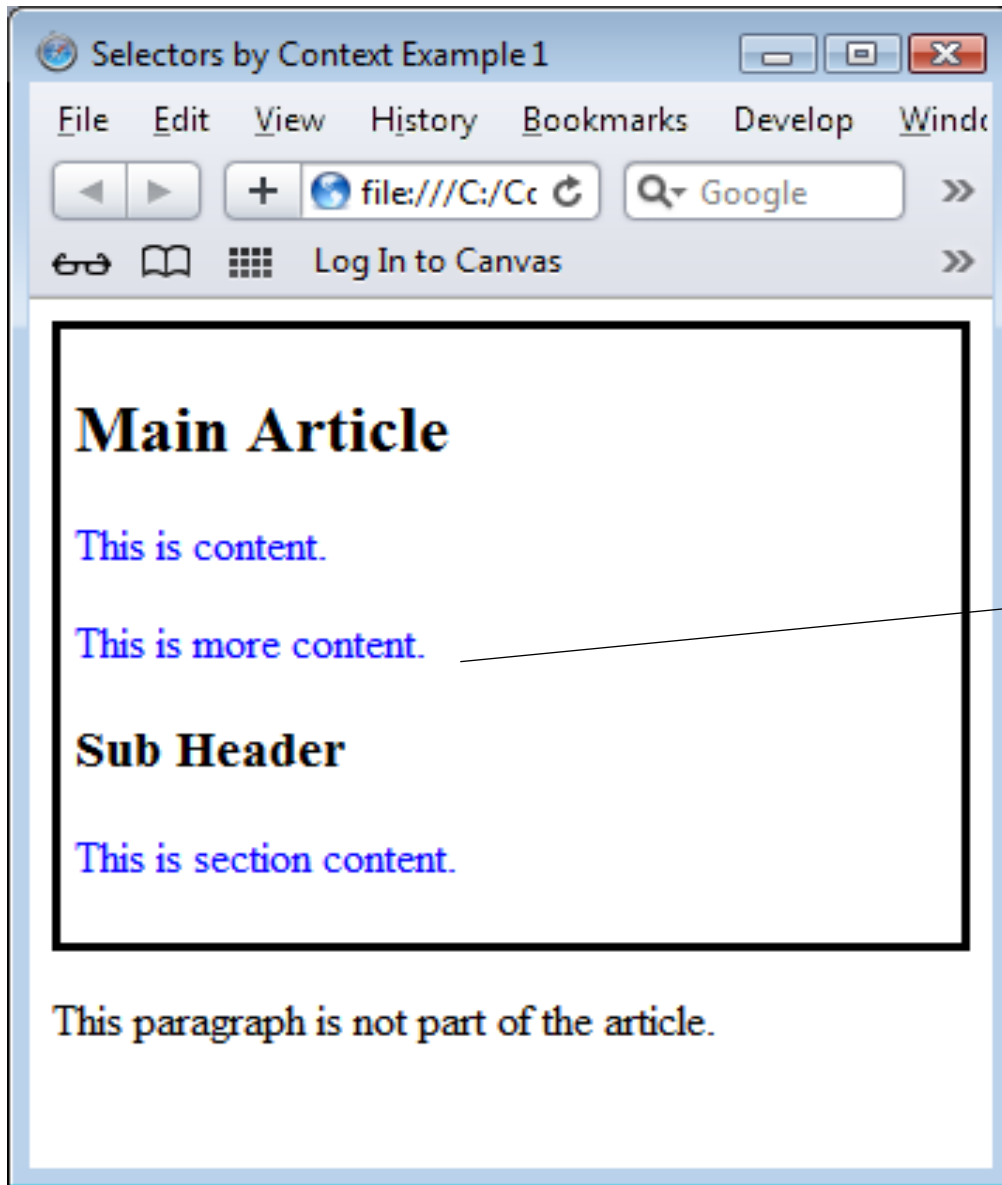 Selectors by Context Example 1
File Edit View History Bookmarks Develop
file:///C:/ Google
Log In to Canvas
Main Article
This is content.
This is more content.
Sub Header
This is section content.
This paragraph is not part of the article.